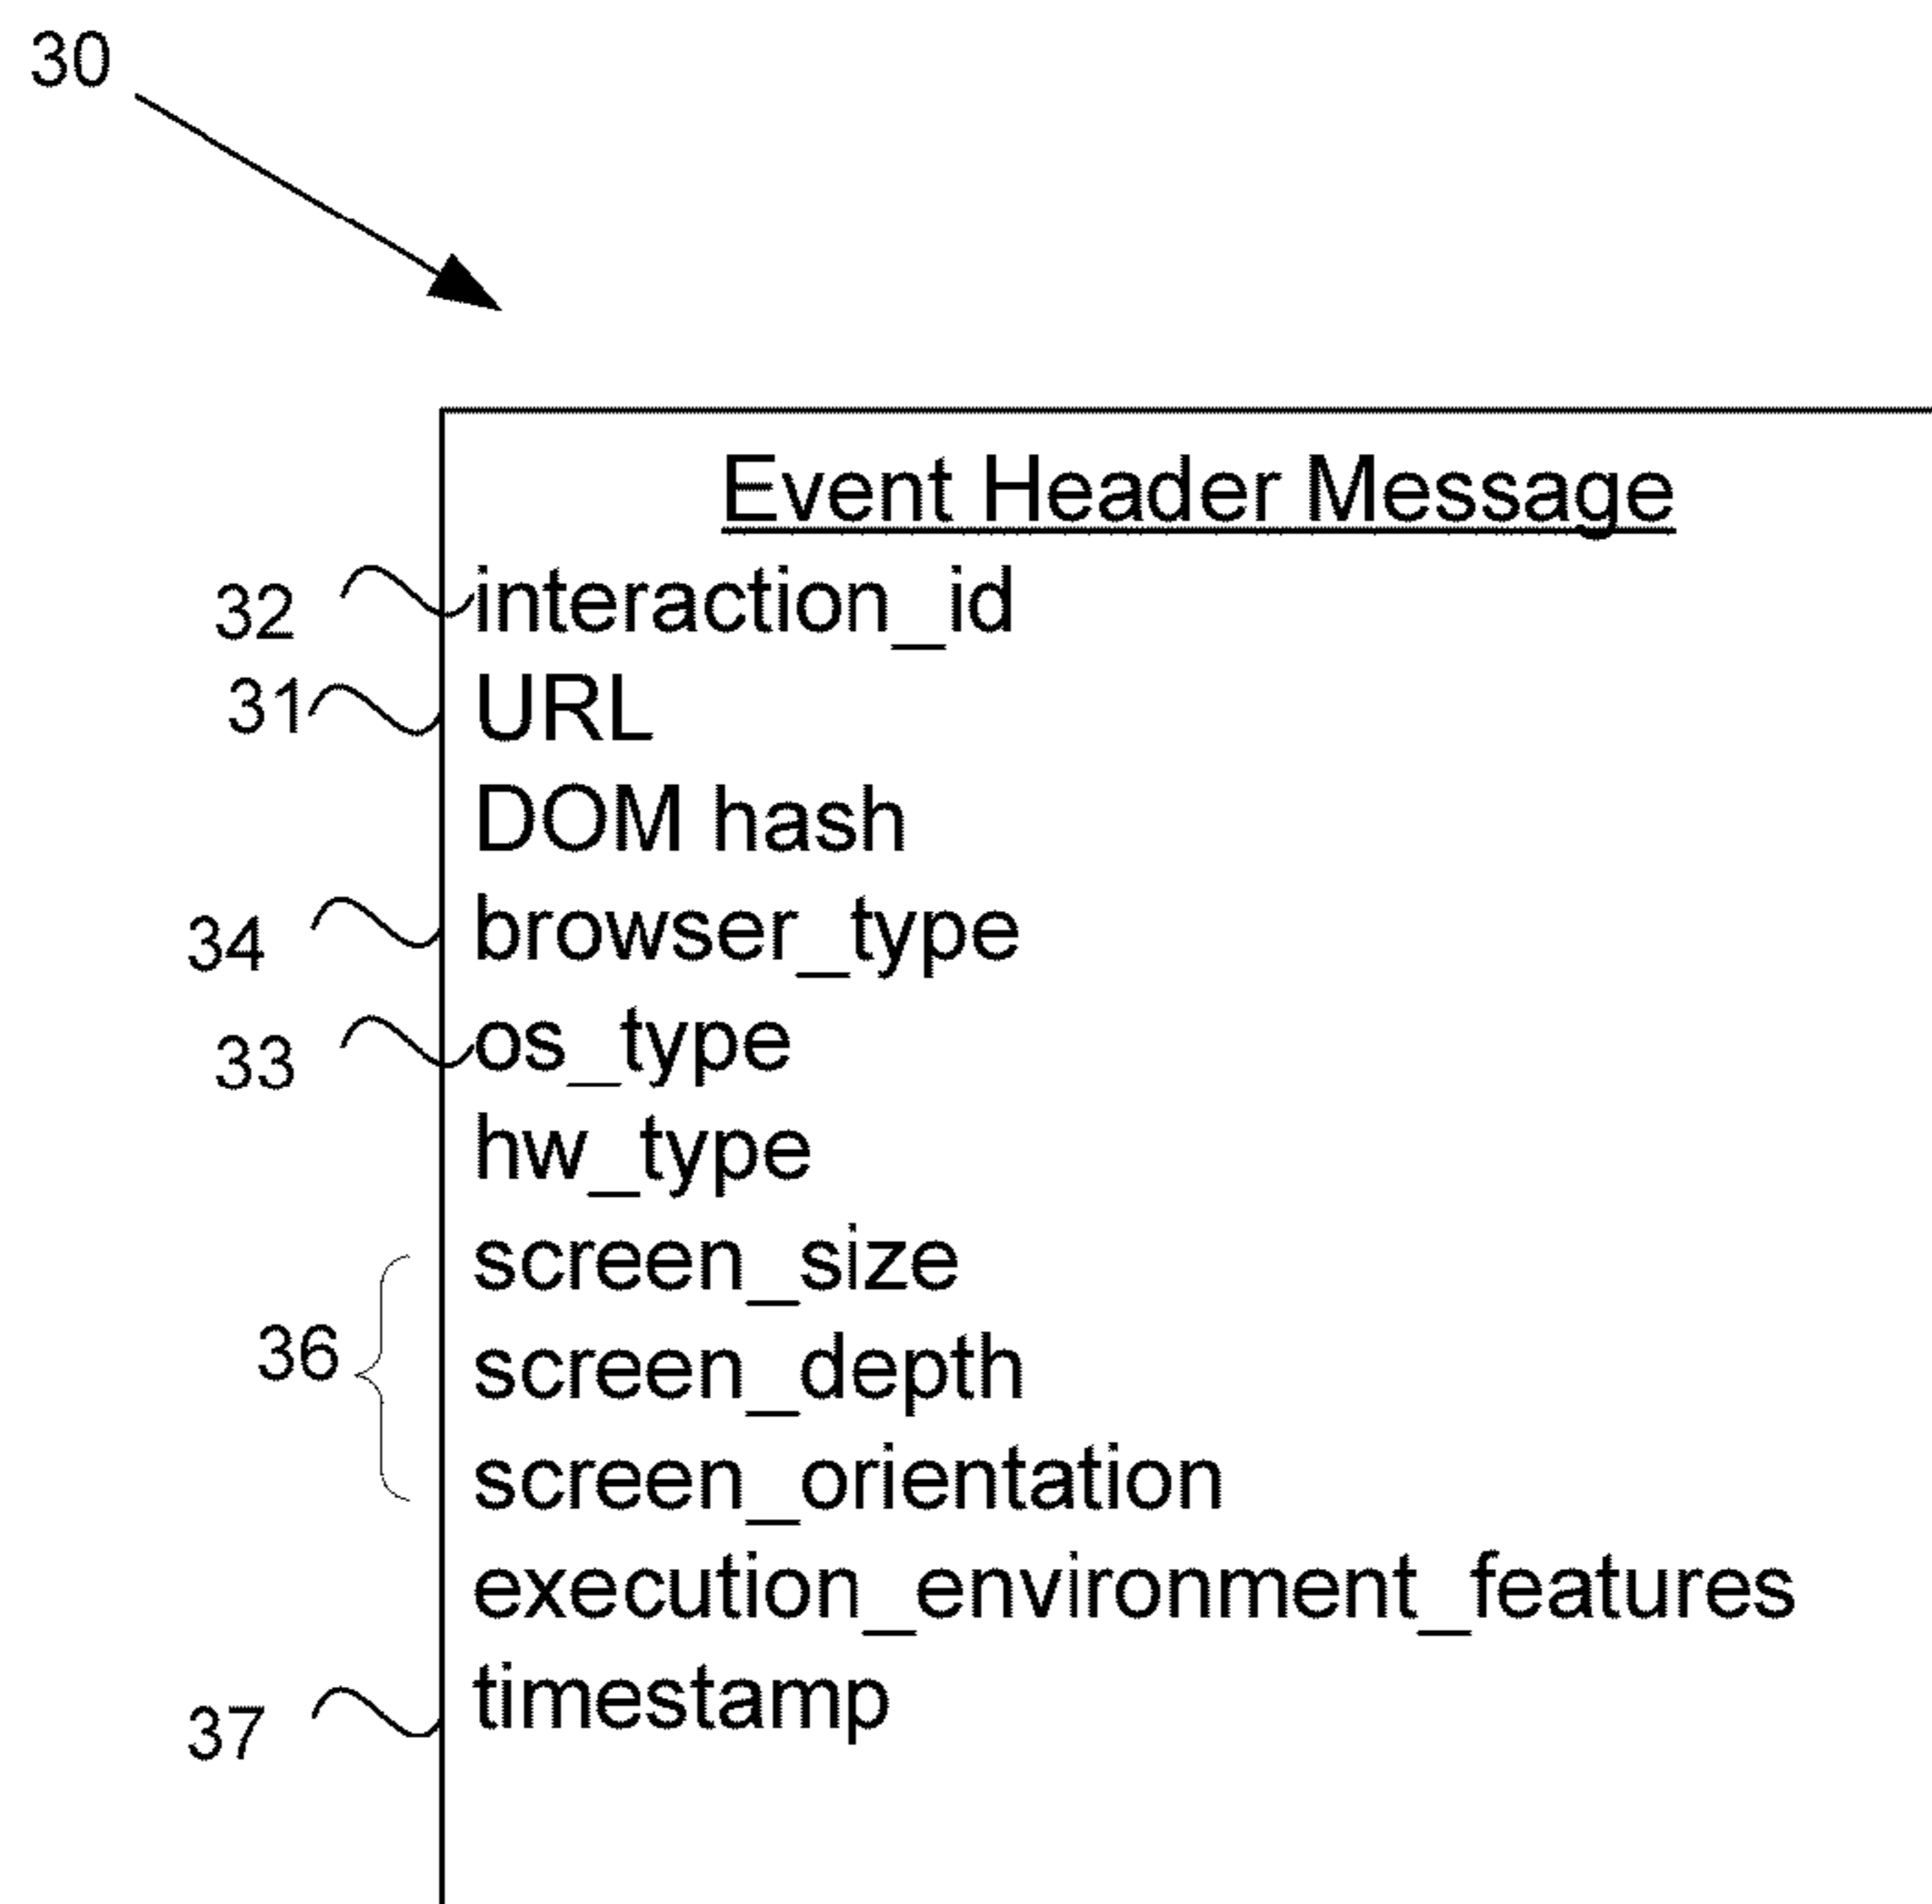 30
Event Header Message
32 interaction_id
31 URL
DOM hash
34 browser_type
33 os_type
hw_type
screen_size
36 screen_depth
screen_orientation
execution_environment_features
37 timestamp